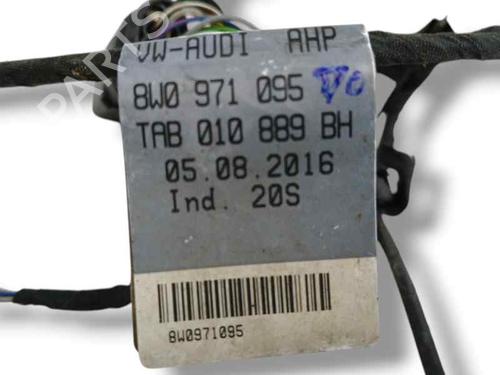 VW-AUDI AHP
8W0 971 095
TAB 010 889 BH
05.08.2016
Ind. 20S
8W0971095